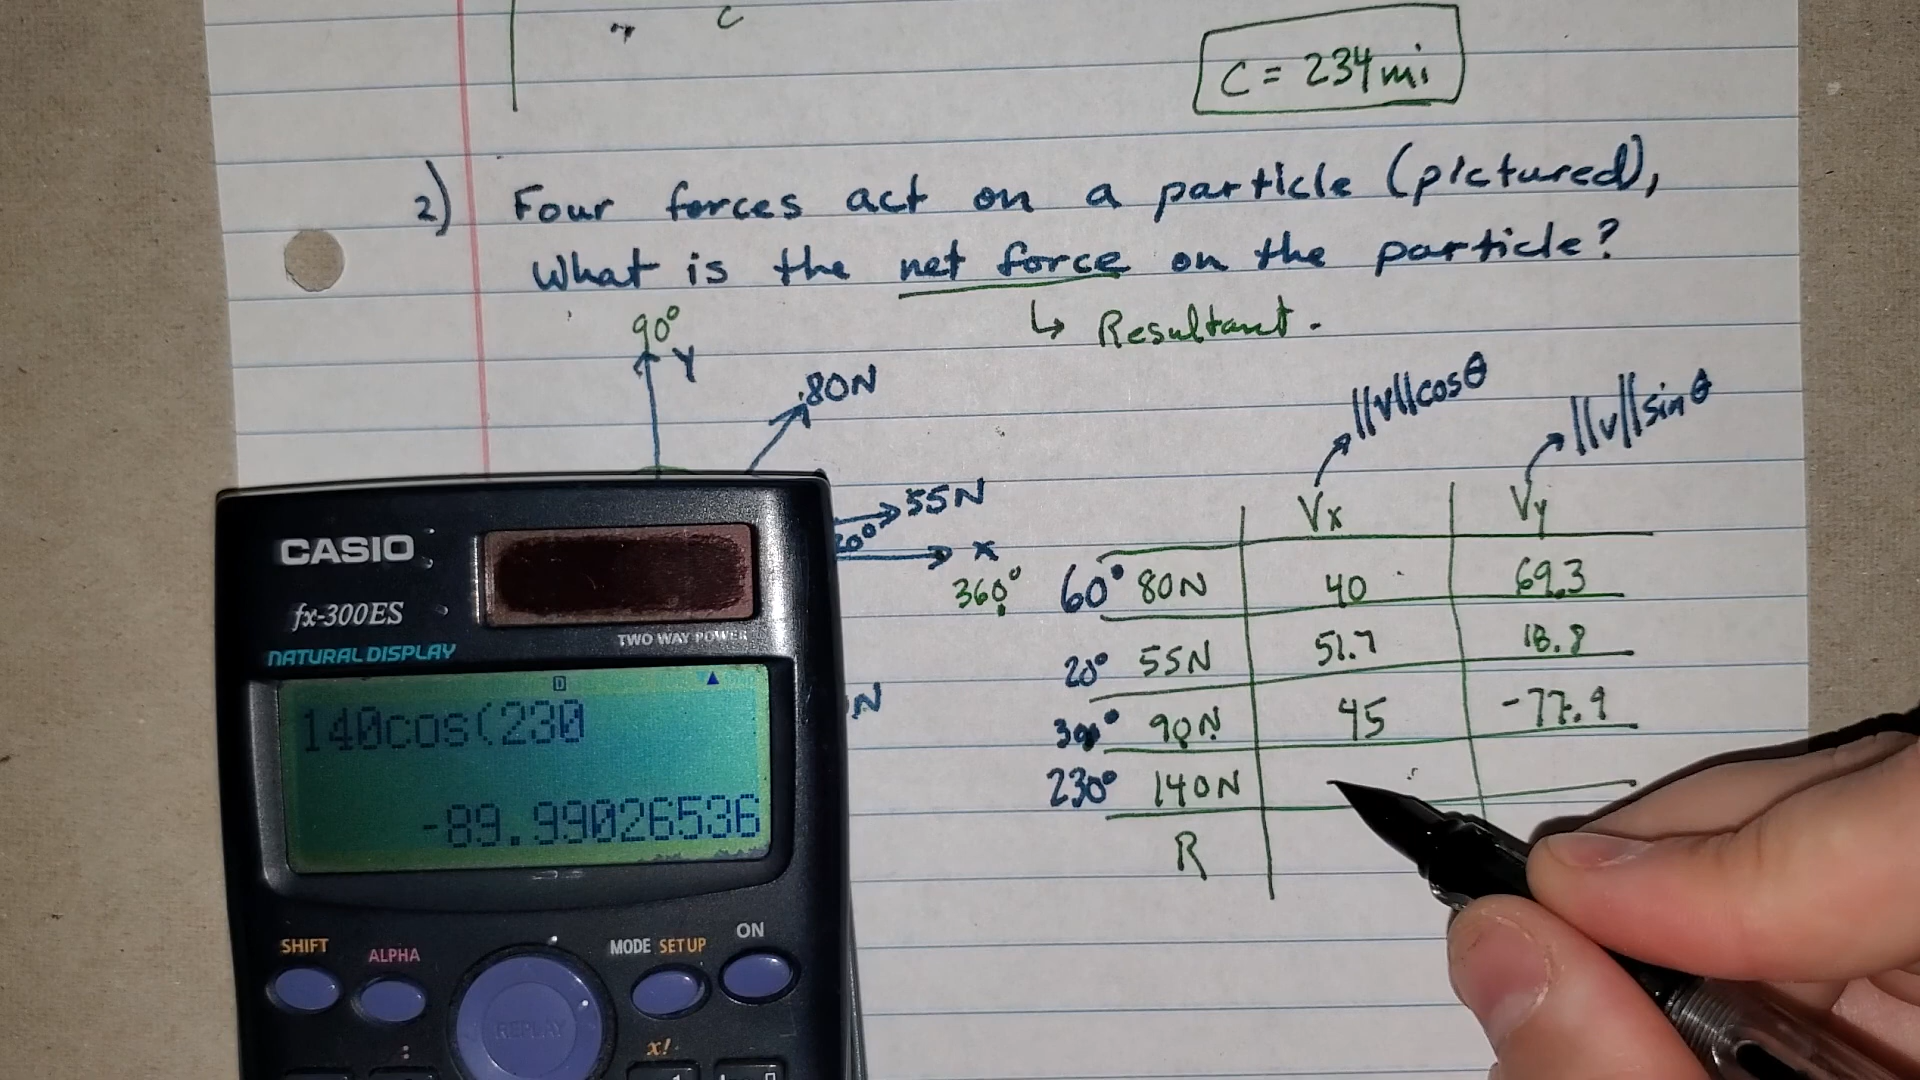 C
C = 234 mi
2) Four forces act on a particle (pictured),
What is the net force on the particle?
↳ Resultant.
90°
Y
80N
||v||cosθ
||v||sinθ
55N
20°
x
360°
N
Vx Vy
60° 80N 40 69.3
20° 55N 51.7 18.8
300° 90N 45 -77.9
230° 140N
R
CASIO
fx-300ES
TWO WAY POWER
NATURAL DISPLAY
D
140cos(230
-89.99026536
SHIFT ALPHA MODE SETUP ON
REPLAY
: x!